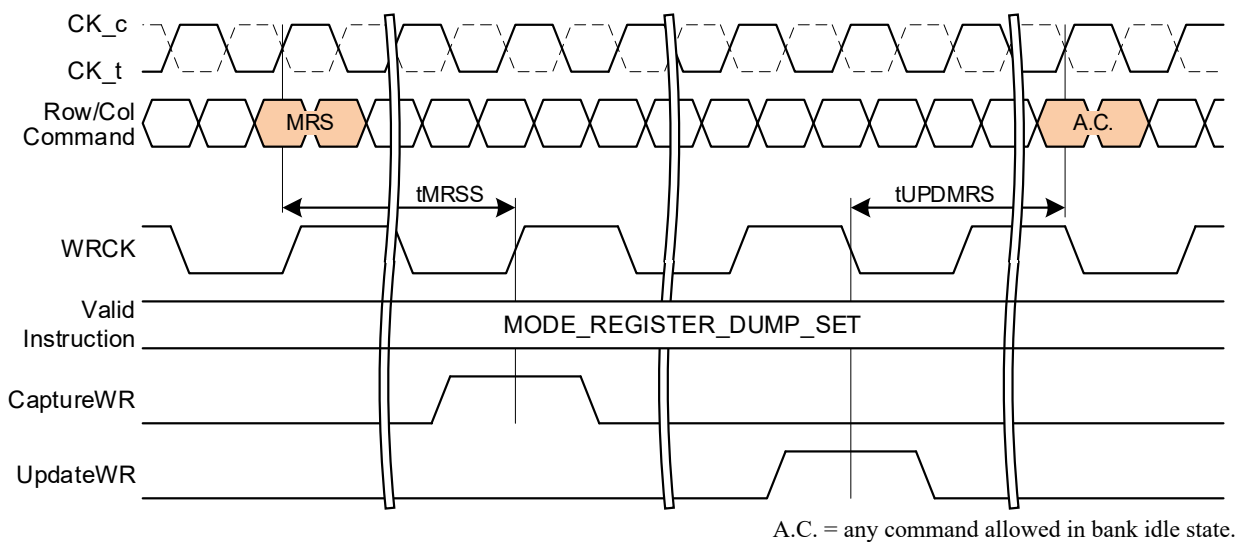 CK_c
CK_t
Row/Col
Command
MRS
A.C.
tMRSS
tUPDMRS
WRCK
Valid
Instruction
MODE_REGISTER_DUMP_SET
CaptureWR
UpdateWR
A.C. = any command allowed in bank idle state.